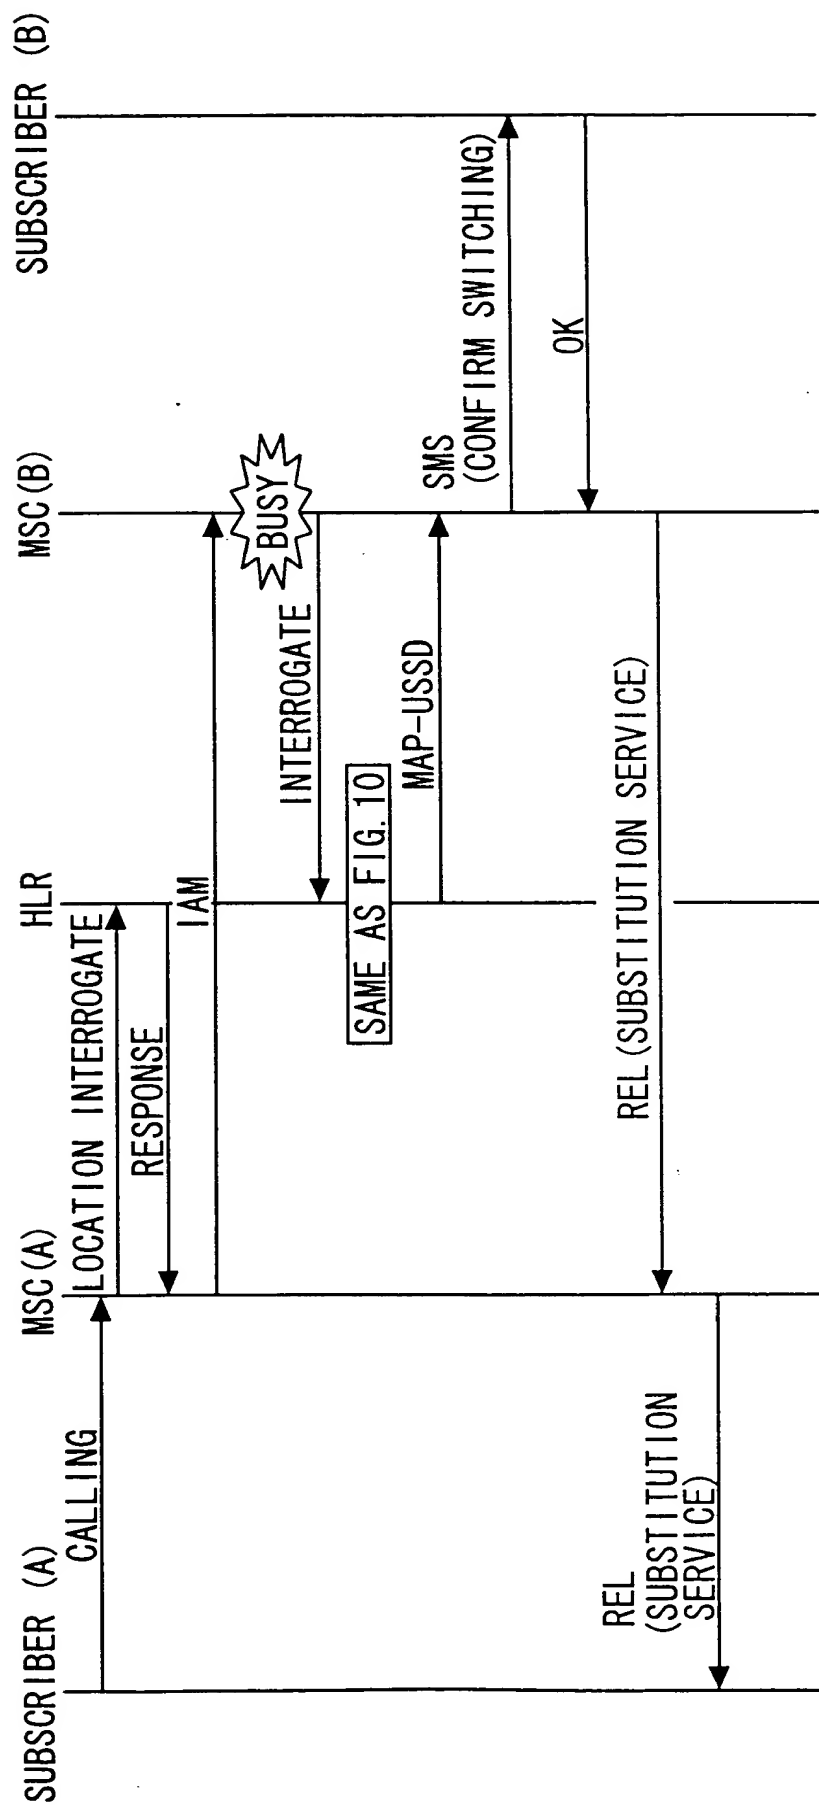 SUBSCRIBER (A)
MSC(A)
HLR
MSC(B)
SUBSCRIBER (B)
CALLING
LOCATION INTERROGATE
RESPONSE
IAM
BUSY
INTERROGATE
SAME AS FIG. 10
MAP-USSD
SMS
(CONFIRM SWITCHING)
OK
REL(SUBSTITUTION SERVICE)
REL
(SUBSTITUTION
SERVICE)